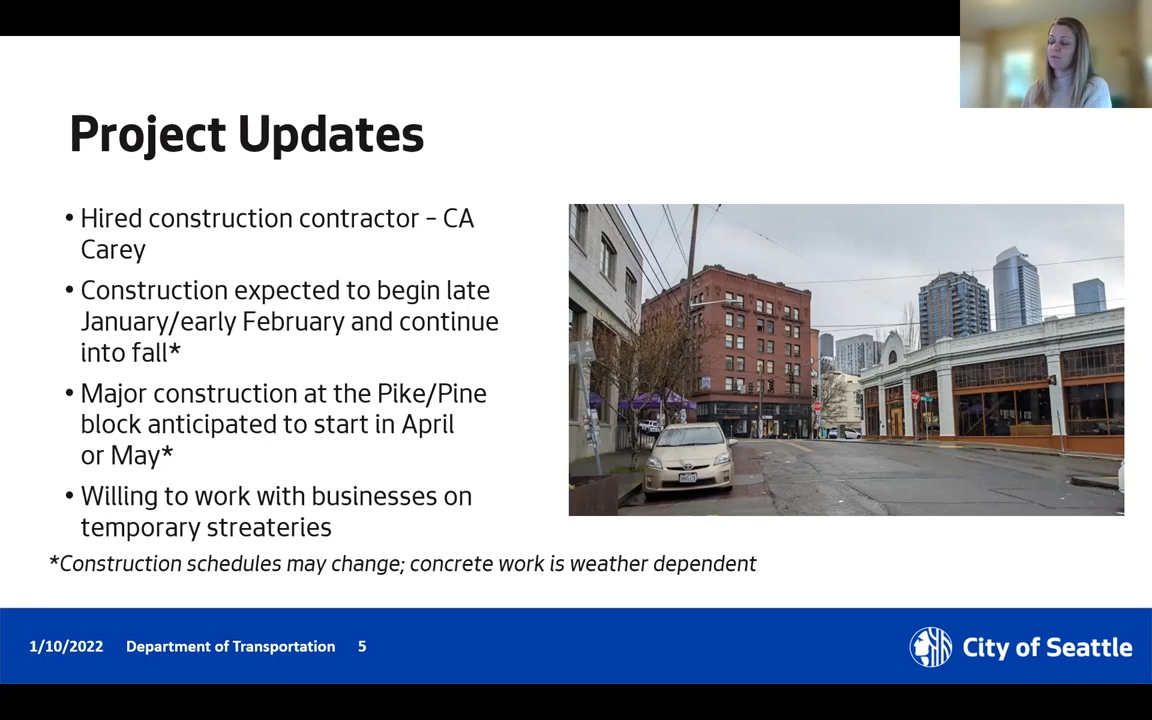 Project Updates
• Hired construction contractor – CA
Carey
• Construction expected to begin late
January/early February and continue
into fall*
• Major construction at the Pike/Pine
block anticipated to start in April
or May*
• Willing to work with businesses on
temporary streateries
*Construction schedules may change; concrete work is weather dependent
1/10/2022 Department of Transportation 5
City of Seattle